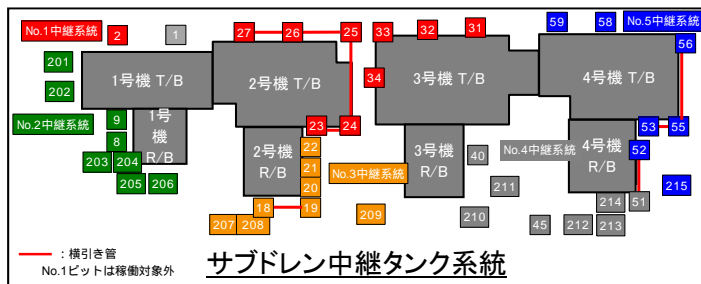 No.1中継系統
2
1
27
26
25
33
32
31
59
58
No.5中継系統
56
201
202
1号機 T/B
2号機 T/B
34
3号機 T/B
4号機 T/B
No.2中継系統
9
8
1号
機
R/B
23
24
53
55
203
204
205
206
2号機
R/B
22
21
20
No.3中継系統
3号機
R/B
40
No.4中継系統
4号機
R/B
52
211
215
18
19
207
208
209
210
45
212
214
213
51
:横引き管
No.1ピットは稼働対象外
サブドレン中継タンク系統